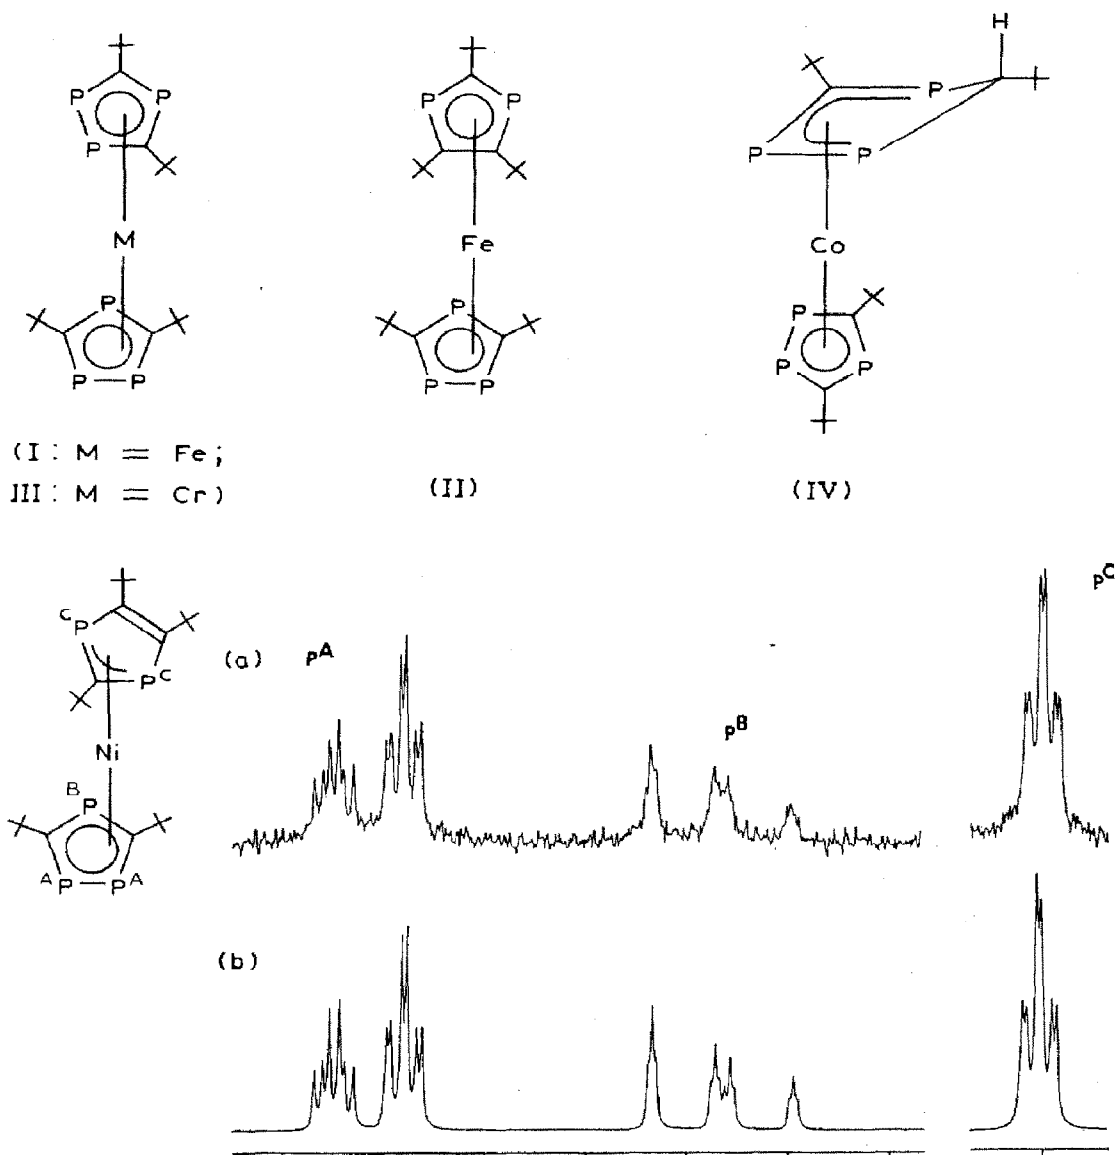 H
P P
P
M
P
P P
P P
Fe
P
P P
P
P P
Co
P
P P
(I : M = Fe;
III : M = Cr)
(II)
(IV)
C
P
P C
Ni
B
P
A P P A
(a)
P A
P B
P C
(b)